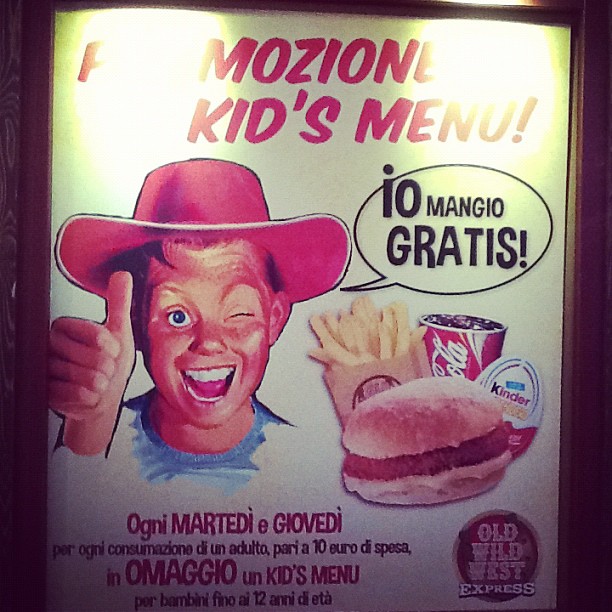 MOZIONE
KID'S MENU!
iO MANGIO
GRATIS!
Coca-Cola
Kinder
Ogni MARTEDÌ e GIOVEDÌ
per ogni consumazione di un adulto, pari a 10 euro di spesa,
in OMAGGIO un KID'S MENU
per bambini fino ai 12 anni di età
OLD
WILD
WEST
EXPRESS